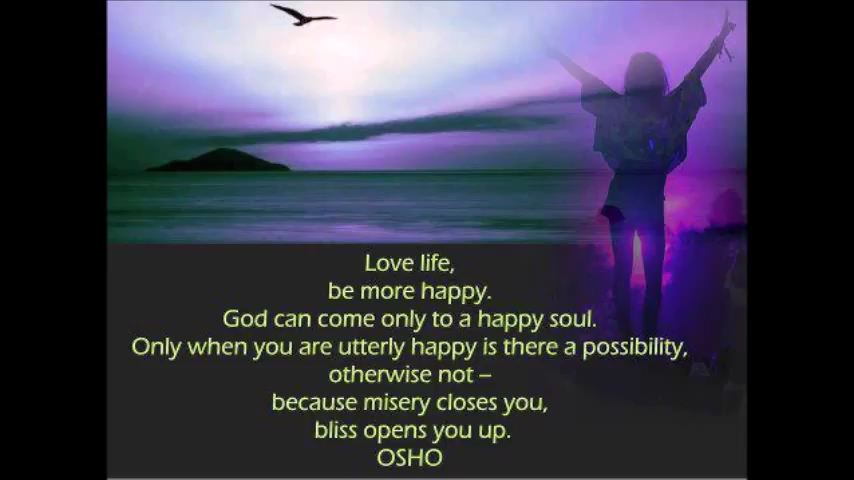 Love life,
be more happy.
God can come only to a happy soul.
Only when you are utterly happy is there a possibility,
otherwise not –
because misery closes you,
bliss opens you up.
OSHO